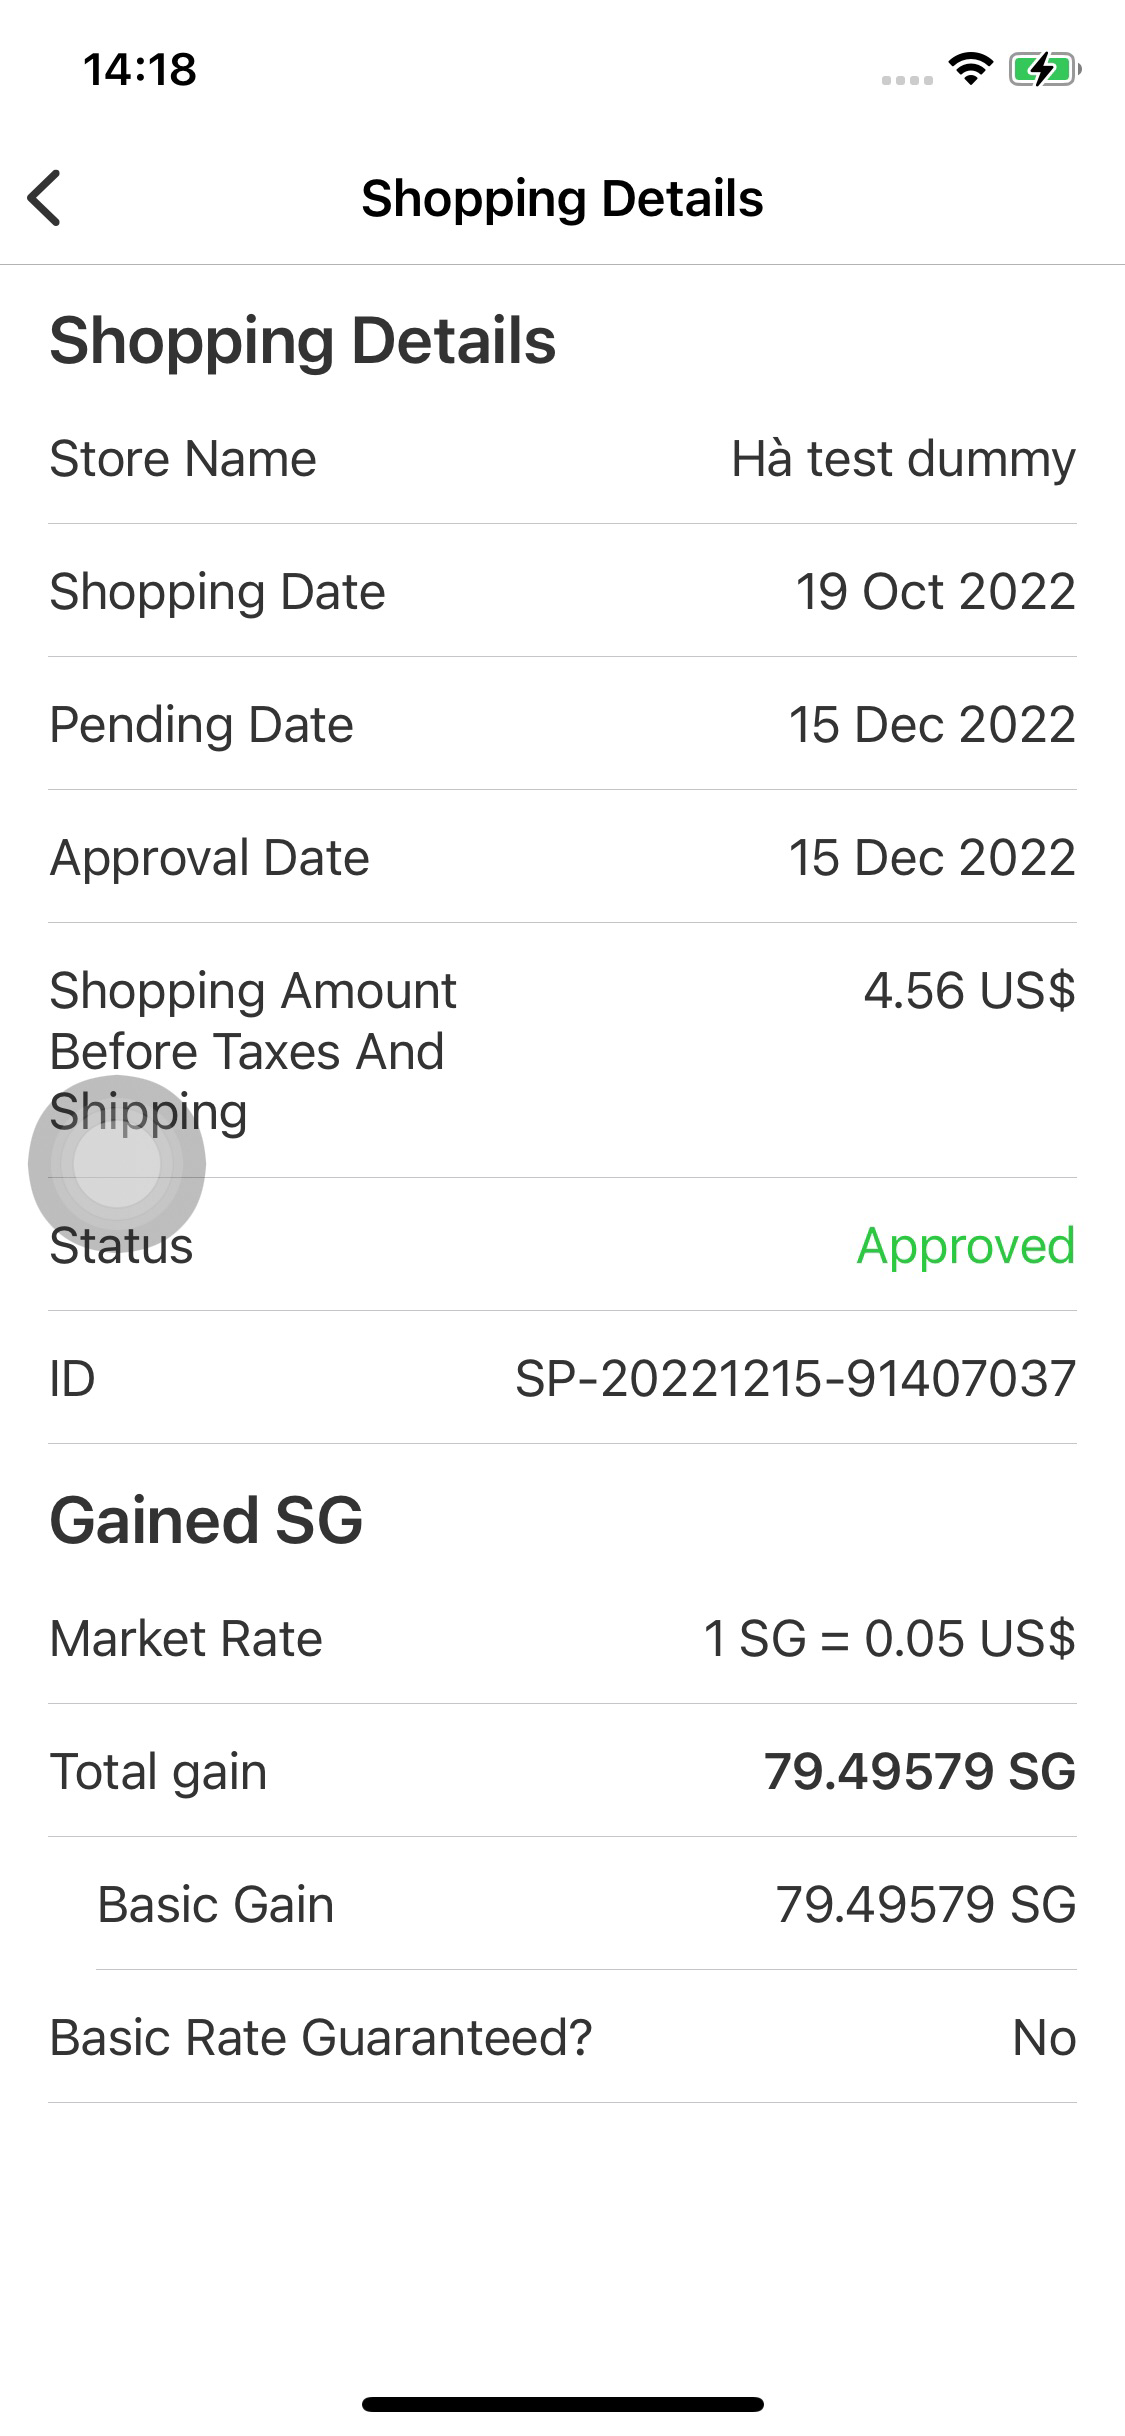 14:18
Shopping Details
Shopping Details
Store Name Hà test dummy
Shopping Date 19 Oct 2022
Pending Date 15 Dec 2022
Approval Date 15 Dec 2022
Shopping Amount 4.56 US$
Before Taxes And
Shipping
Status Approved
ID SP-20221215-91407037
Gained SG
Market Rate 1 SG = 0.05 US$
Total gain 79.49579 SG
Basic Gain 79.49579 SG
Basic Rate Guaranteed? No